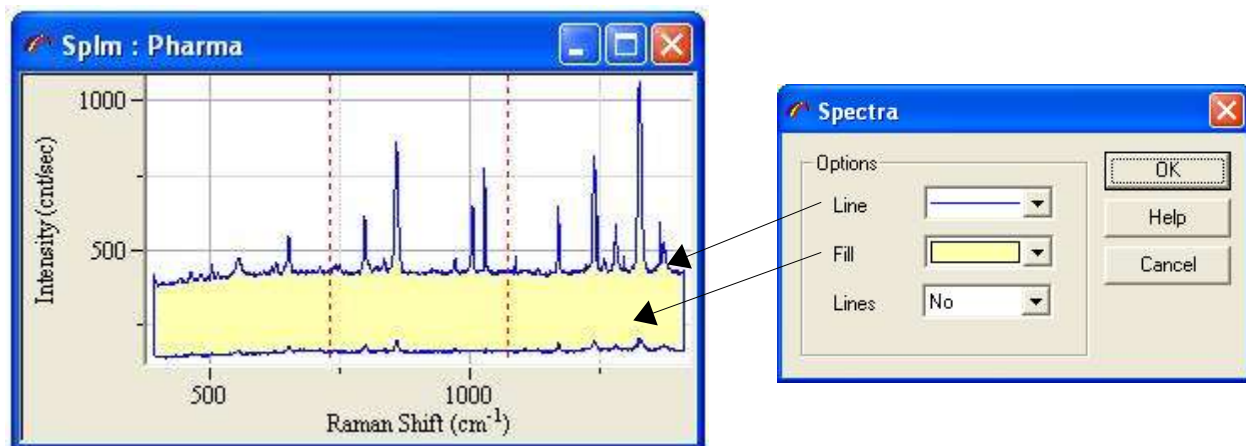 SpIm : Pharma
1000
500
Intensity (cnt/sec)
500
1000
Raman Shift (cm⁻¹)
Spectra
Options
Line
Fill
Lines
No
OK
Help
Cancel